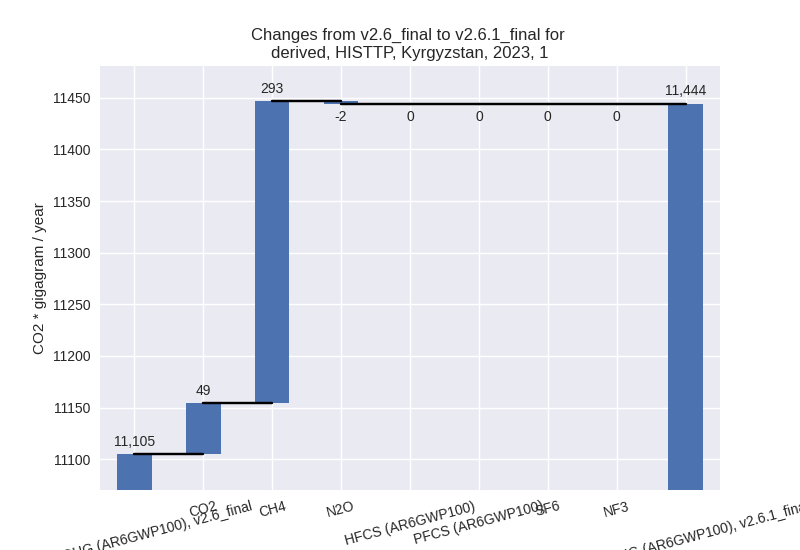 Changes from v2.6_final to v2.6.1_final for
derived, HISTTP, Kyrgyzstan, 2023, 1
CO2 * gigagram / year
11450
11400
11350
11300
11250
11200
11150
11100
11,105
49
293
-2
0
0
0
0
11,444
(AR6GWP100), v2.6_final
CO2
CH4
N2O
HFCS (AR6GWP100)
PFCS (AR6GWP100)
SF6
NF3
(AR6GWP100), v2.6.1_fina